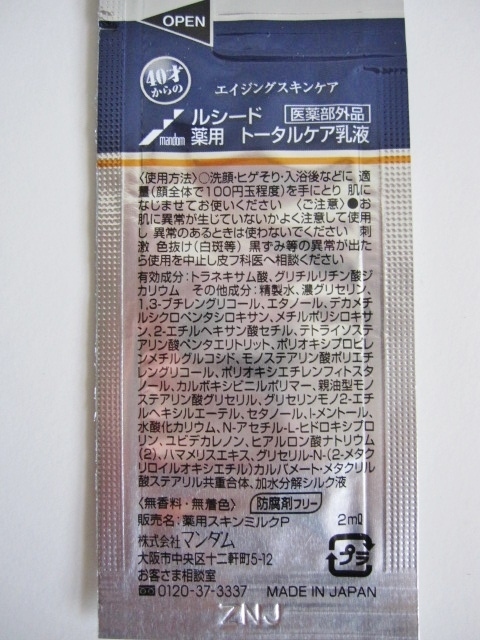 OPEN
40才
からの
エイジングスキンケア
mandom
ルシード 医薬部外品
薬用 トータルケア乳液
〈使用方法〉○洗顔・ヒゲそり・入浴後などに 適
量(顔全体で100円玉程度)を手にとり 肌に
なじませてお使いください 〈ご注意〉●お
肌に異常が生じていないかよく注意して使用
し 異常のあるときは使わないでください 刺
激 色抜け(白斑等) 黒ずみ等の異常が出た
ら使用を中止し皮フ科医へ相談ください
有効成分：トラネキサム酸、グリチルリチン酸ジ
カリウム その他成分：精製水、濃グリセリン、
1,3-ブチレングリコール、エタノール、デカメチ
ルシクロペンタシロキサン、メチルポリシロキサ
ン、2-エチルヘキサン酸セチル、テトライソステ
アリン酸ペンタエリトリット、ポリオキシプロピレ
ンメチルグルコシド、モノステアリン酸ポリエチ
レングリコール、ポリオキシエチレンフィトスタ
ノール、カルボキシビニルポリマー、親油型モノ
ステアリン酸グリセリル、グリセリンモノ2-エチ
ルヘキシルエーテル、セタノール、l-メントール、
水酸化カリウム、N-アセチル-L-ヒドロキシプロ
リン、ユビデカレノン、ヒアルロン酸ナトリウム
(2)、ハマメリスエキス、グリセリル-N-(2-メタク
リロイルオキシエチル)カルバメート・メタクリル
酸ステアリル共重合体、加水分解シルク液
〈無香料・無着色〉 防腐剤フリー
販売名：薬用スキンミルクP 2mℓ
株式会社マンダム
大阪市中央区十二軒町5-12
お客さま相談室
0120-37-3337 MADE IN JAPAN
プラ
ZNJ